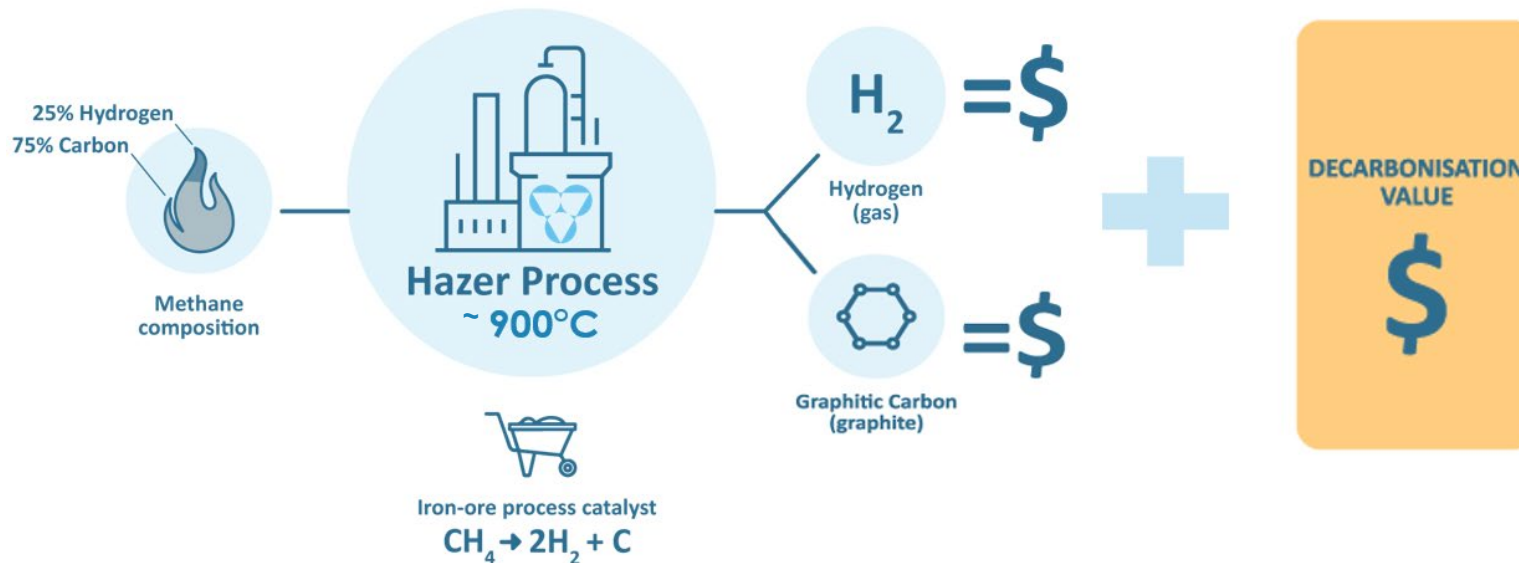 25% Hydrogen
75% Carbon
Methane
composition
Hazer Process
~ 900°C
Iron-ore process catalyst
CH₄ → 2H₂ + C
H₂
=$
Hydrogen
(gas)
=$
Graphitic Carbon
(graphite)
DECARBONISATION
VALUE
$